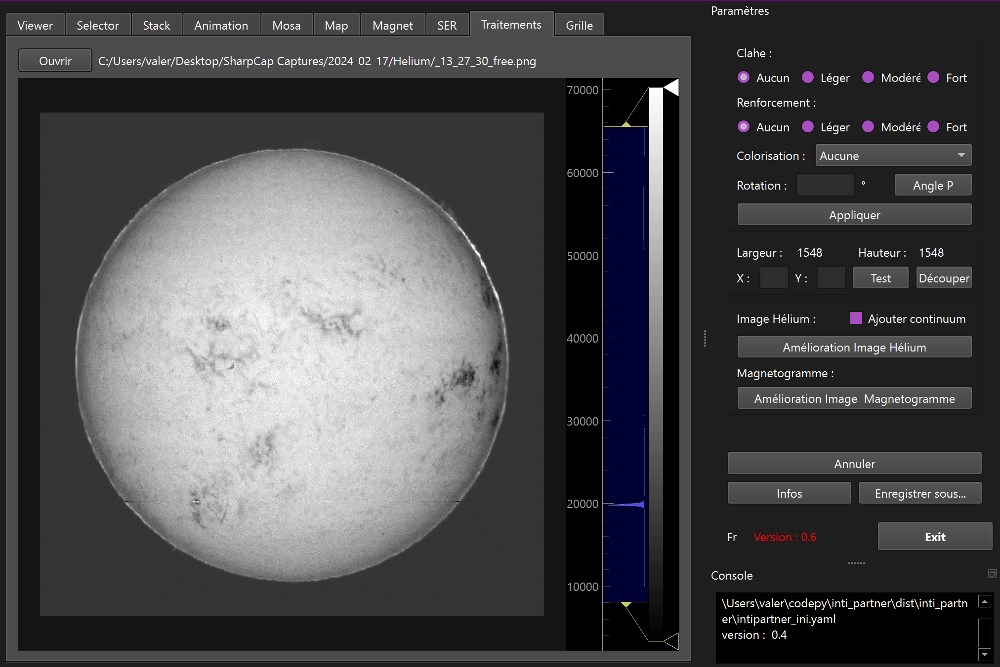 Viewer Selector Stack Animation Mosa Map Magnet SER Traitements Grille
Ouvrir C:/Users/valer/Desktop/SharpCap Captures/2024-02-17/Helium/_13_27_30_free.png
70000
60000
50000
40000
30000
20000
10000
Paramètres
Clahe :
Aucun Léger Modéré Fort
Renforcement :
Aucun Léger Modéré Fort
Colorisation : Aucune
Rotation : ° Angle P
Appliquer
Largeur : 1548 Hauteur : 1548
X : Y : Test Découper
Image Hélium : Ajouter continuum
Amélioration Image Hélium
Magnetogramme :
Amélioration Image Magnetogramme
Annuler
Infos Enregistrer sous...
Fr Version : 0.6 Exit
Console
\Users\valer\codepy\inti_partner\dist\inti_partn
er\intipartner_ini.yaml
version : 0.4